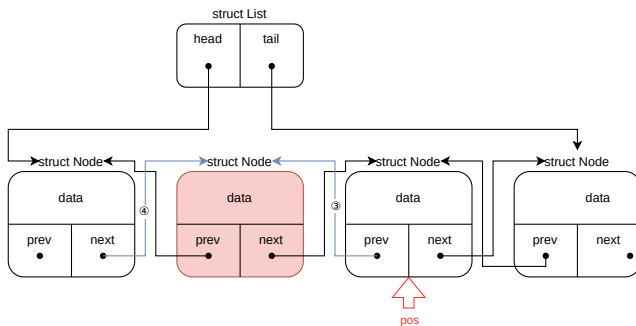 struct List
head tail
struct Node struct Node struct Node struct Node
data data data data
④ ③
prev next prev next prev next prev next
pos